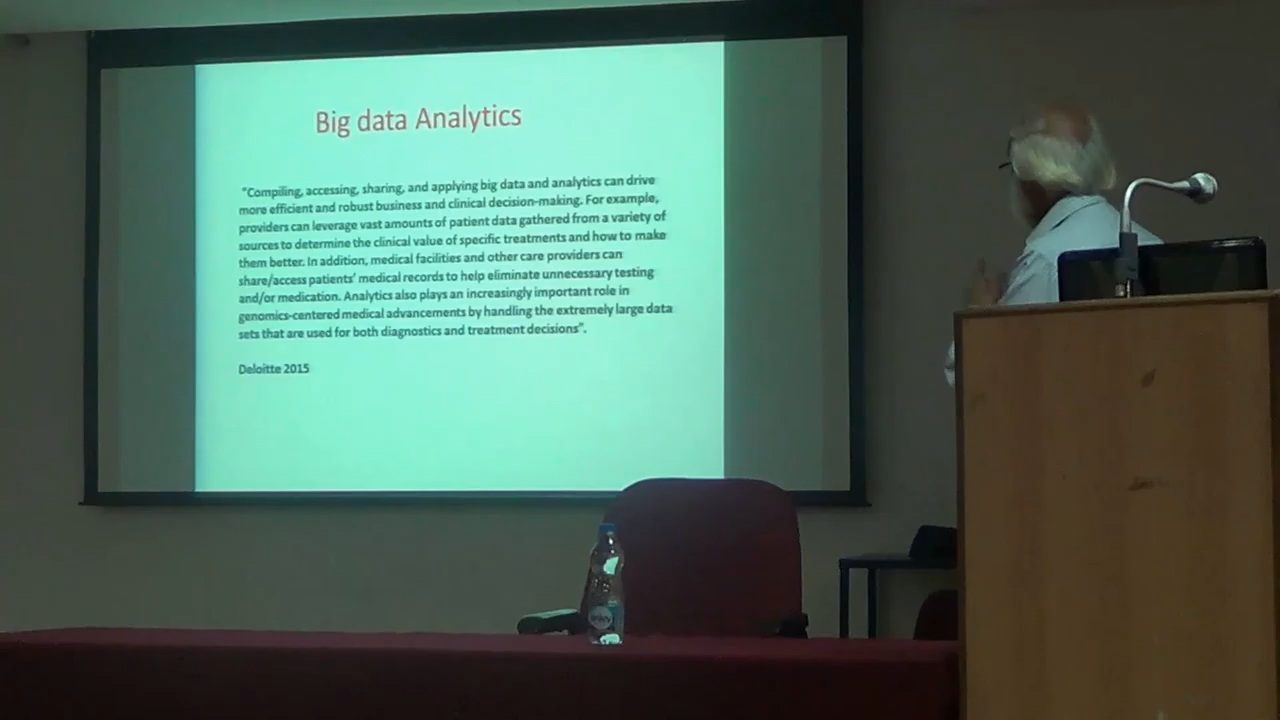 Big data Analytics
“Compiling, accessing, sharing, and applying big data and analytics can drive
more efficient and robust business and clinical decision-making. For example,
providers can leverage vast amounts of patient data gathered from a variety of
sources to determine the clinical value of specific treatments and how to make
them better. In addition, medical facilities and other care providers can
share/access patients’ medical records to help eliminate unnecessary testing
and/or medication. Analytics also plays an increasingly important role in
genomics-centered medical advancements by handling the extremely large data
sets that are used for both diagnostics and treatment decisions”.
Deloitte 2015